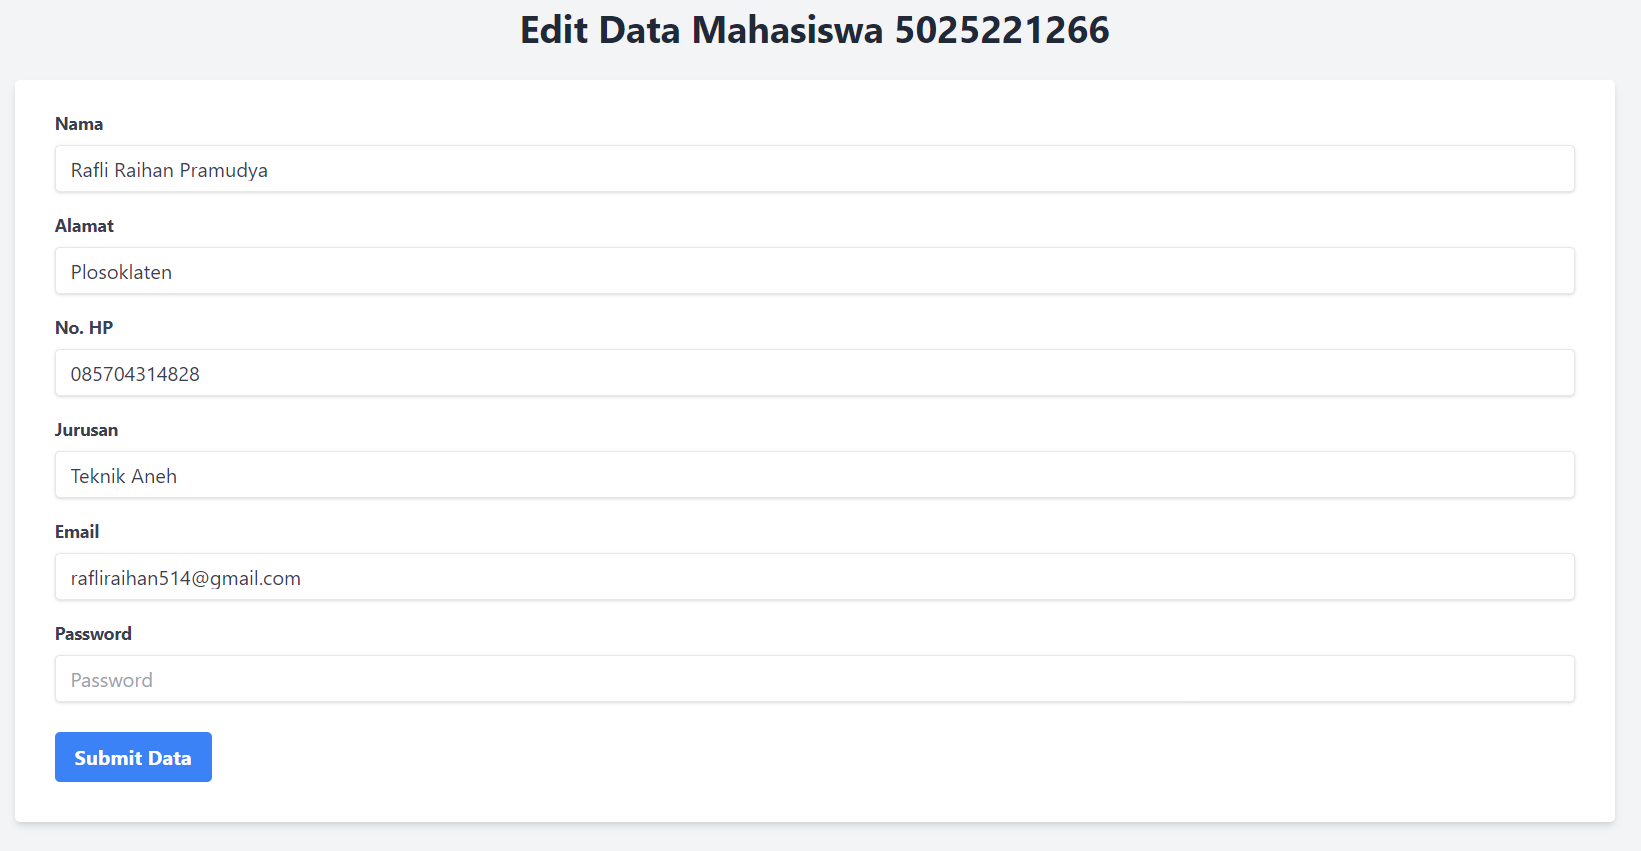 Edit Data Mahasiswa 5025221266
Nama
Rafli Raihan Pramudya
Alamat
Plosoklaten
No. HP
085704314828
Jurusan
Teknik Aneh
Email
rafliraihan514@gmail.com
Password
Password
Submit Data